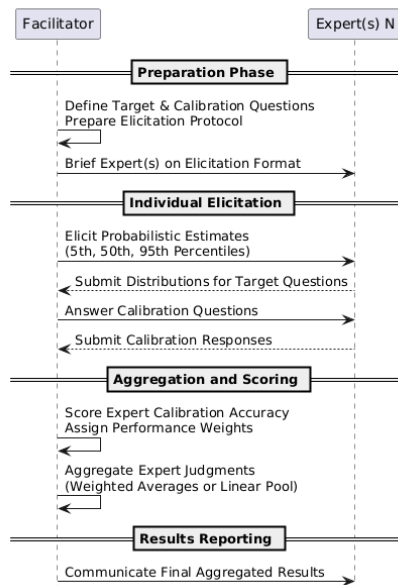 Facilitator
Expert(s) N
Preparation Phase
Define Target & Calibration Questions
Prepare Elicitation Protocol
Brief Expert(s) on Elicitation Format
Individual Elicitation
Elicit Probabilistic Estimates
(5th, 50th, 95th Percentiles)
Submit Distributions for Target Questions
Answer Calibration Questions
Submit Calibration Responses
Aggregation and Scoring
Score Expert Calibration Accuracy
Assign Performance Weights
Aggregate Expert Judgments
(Weighted Averages or Linear Pool)
Results Reporting
Communicate Final Aggregated Results